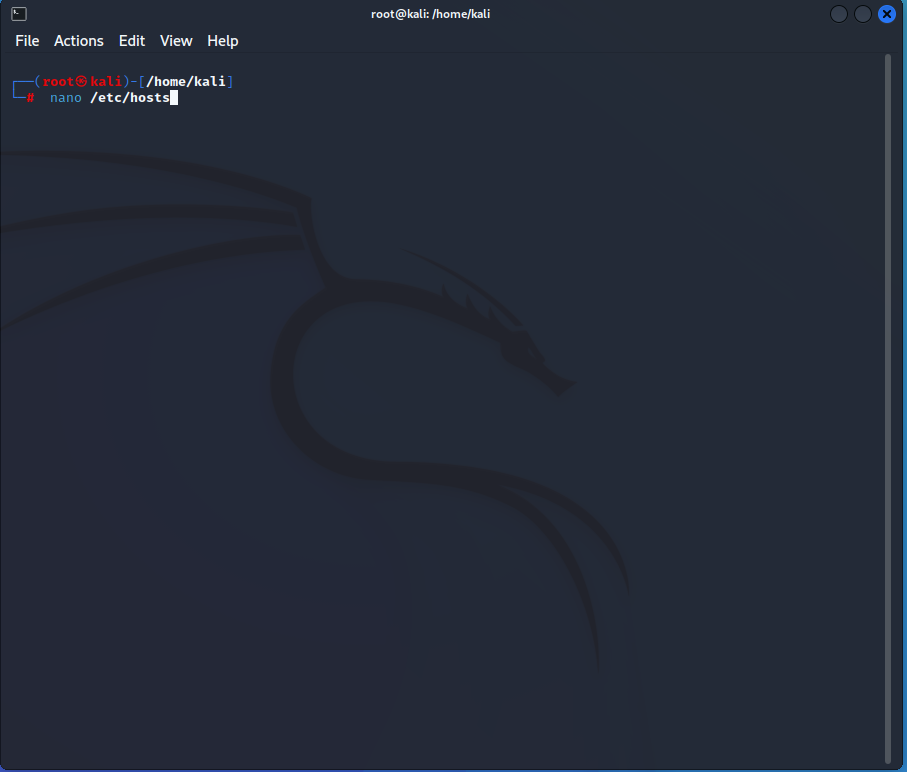 root@kali: /home/kali
File Actions Edit View Help
┌──(root㉿kali)-[/home/kali]
└─# nano /etc/hosts